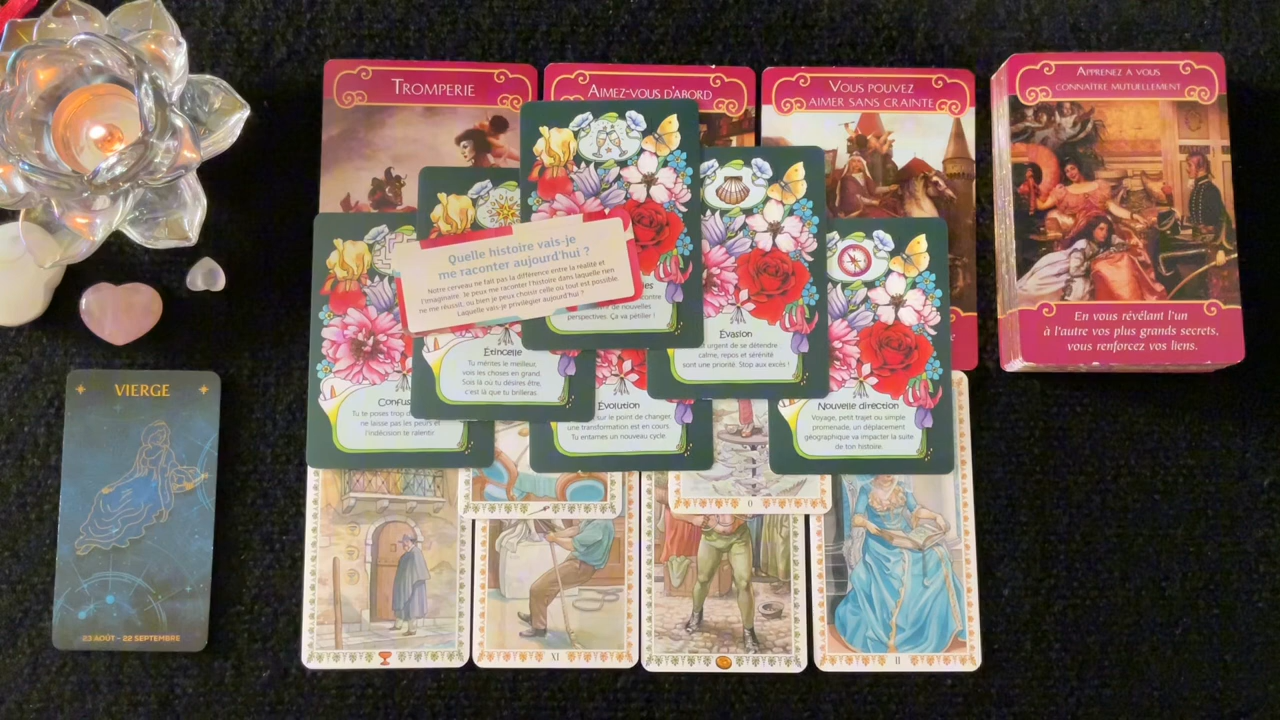 TROMPERIE
AIMEZ-VOUS D'ABORD
VOUS POUVEZ
AIMER SANS CRAINTE
APPRENEZ A VOUS
CONNAÎTRE MUTUELLEMENT
En vous révélant l'un
à l'autre vos plus grands secrets,
vous renforcez vos liens.
Quelle histoire vais-je
me raconter aujourd'hui ?
Notre cerveau ne fait pas la différence entre la réalité et
l'imaginaire. Je peux me raconter l'histoire dans laquelle rien
ne me réussit, ou bien je peux choisir celle où tout est possible.
Laquelle vais-je privilégier aujourd'hui ?
de nouvelles
perspectives. Ça va pétiller !
Évasion
urgent de se détendre
calme, repos et sérénité
sont une priorité. Stop aux excès !
Étincelle
Tu mérites le meilleur,
vois les choses en grand.
Sois là où tu désires être,
c'est là que tu brilleras.
Confus
Tu te poses trop d
ne laisse pas les peurs et
l'indécision te ralentir
Évolution
sur le point de changer,
une transformation est en cours.
Tu entames un nouveau cycle.
Nouvelle direction
Voyage, petit trajet ou simple
promenade, un déplacement
géographique va impacter la suite
de ton histoire.
VIERGE
23 AOÛT - 22 SEPTEMBRE
0
XI
II